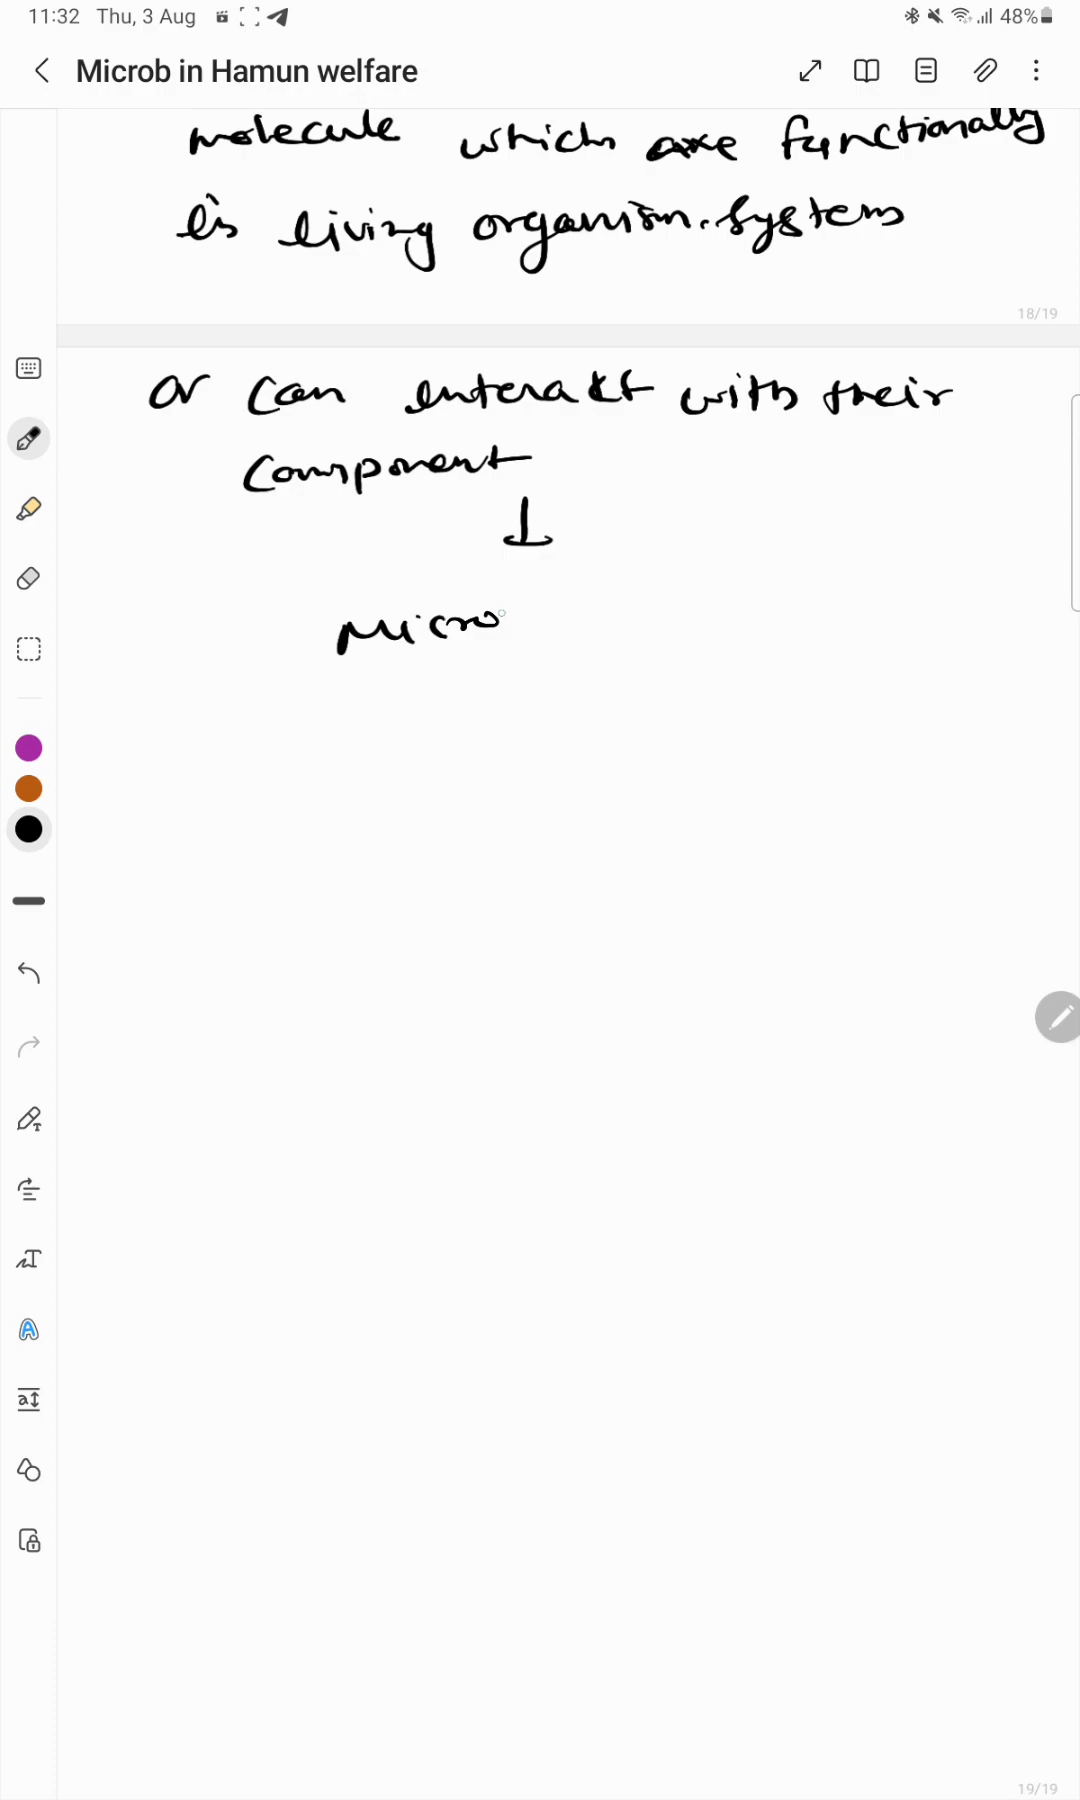 11:32 Thu, 3 Aug 48%
Microb in Hamun welfare
molecule which are functionally
in living organism. Systems
18/19
or can interakt with their
component
Micro
19/19